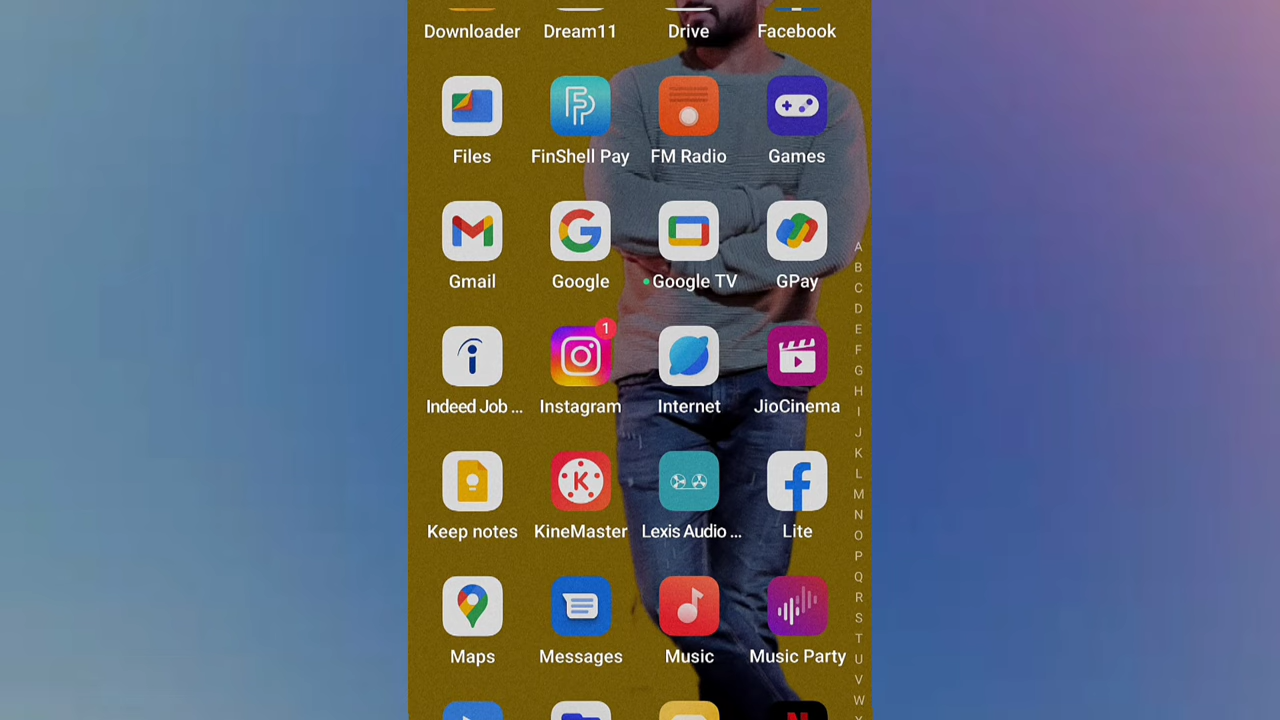 Downloader Dream11 Drive Facebook
Files FinShell Pay FM Radio Games
Gmail Google Google TV GPay
1
Indeed Job ... Instagram Internet JioCinema
Keep notes KineMaster Lexis Audio ... Lite
Maps Messages Music Music Party
A
B
C
D
E
F
G
H
I
J
K
L
M
N
O
P
Q
R
S
T
U
V
W